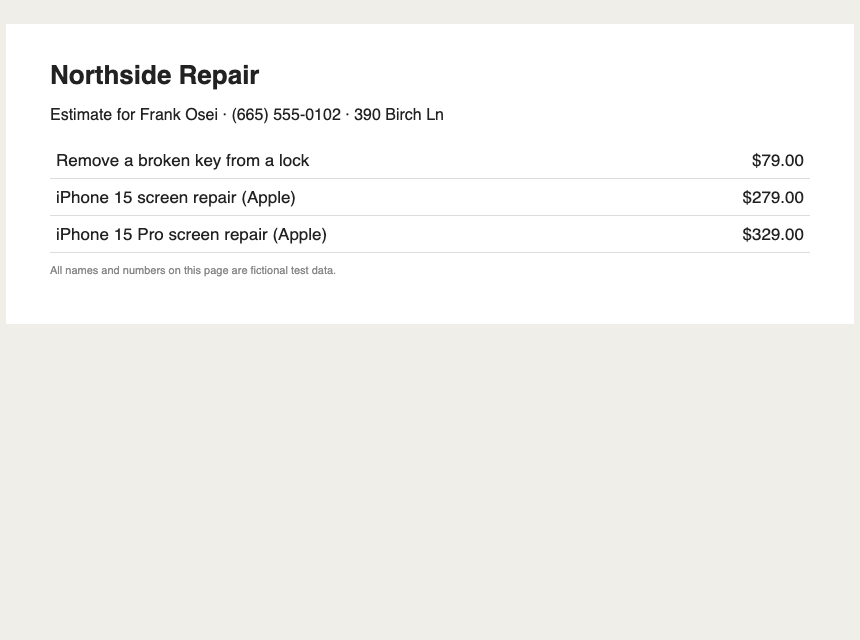 Northside Repair
Estimate for Frank Osei · (665) 555-0102 · 390 Birch Ln
Remove a broken key from a lock $79.00
iPhone 15 screen repair (Apple) $279.00
iPhone 15 Pro screen repair (Apple) $329.00
All names and numbers on this page are fictional test data.